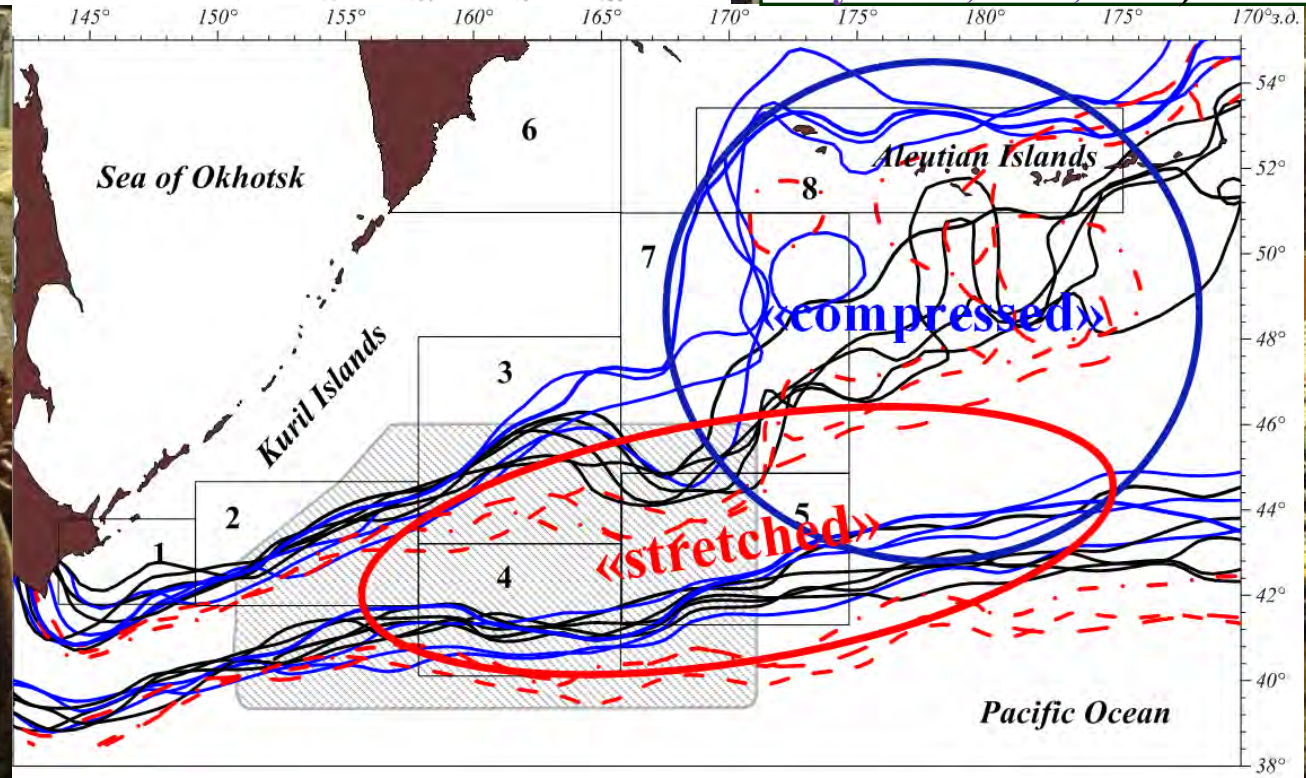 145° 150° 155° 160° 165° 170° 175° 180° 175° 170°з.д.
54°
6
Sea of Okhotsk
Aleutian Islands
52°
8
7
50°
«compressed»
48°
3
Kuril Islands
46°
2
5
44°
«stretched»
1
4
42°
40°
Pacific Ocean
38°